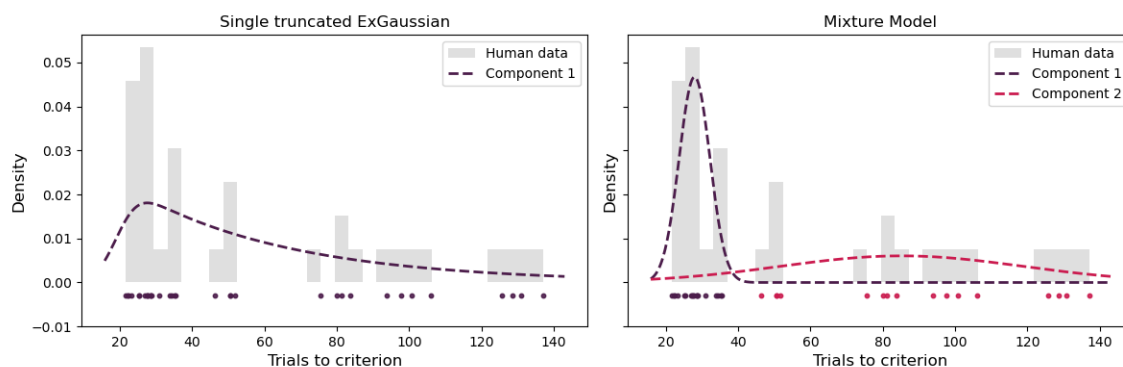 Single truncated ExGaussian
Mixture Model
Human data
Component 1
Human data
Component 1
Component 2
Density
0.05
0.04
0.03
0.02
0.01
0.00
−0.01
Density
20 40 60 80 100 120 140
20 40 60 80 100 120 140
Trials to criterion
Trials to criterion